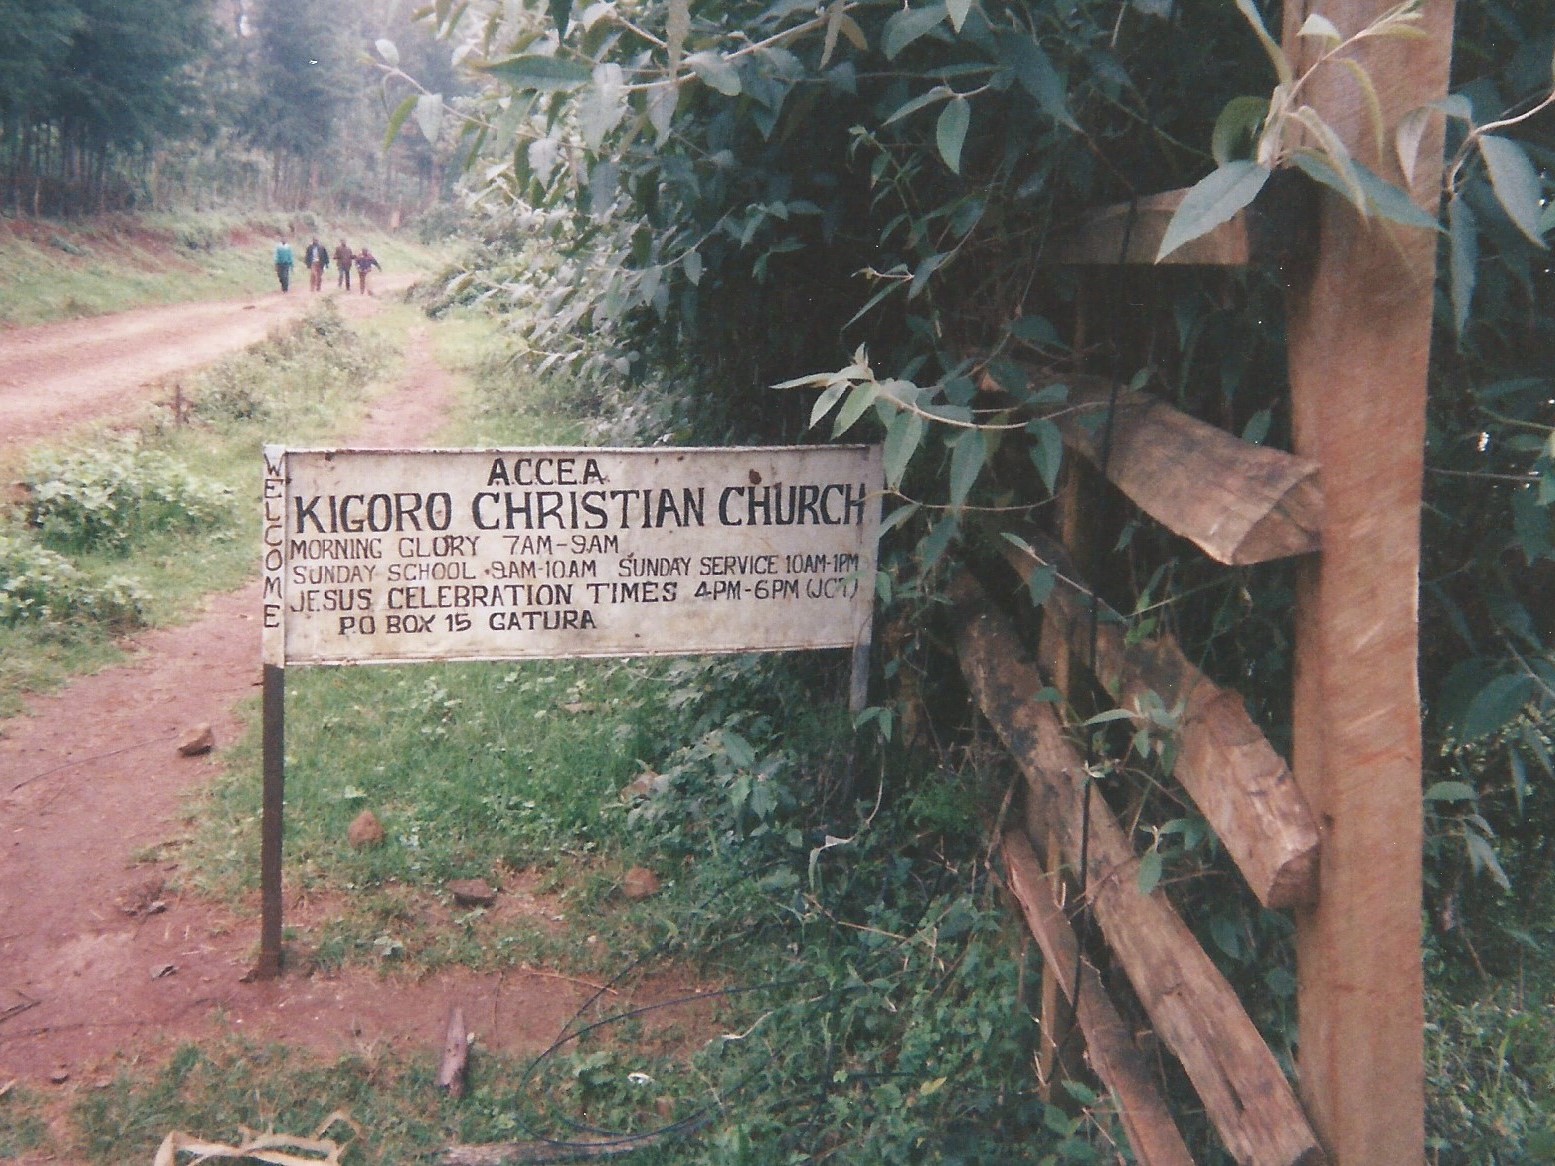 WELCOME
ACCEA
KIGORO CHRISTIAN CHURCH
MORNING GLORY 7AM-9AM
SUNDAY SCHOOL 9AM-10AM SUNDAY SERVICE 10AM-1PM
JESUS CELEBRATION TIMES 4PM-6PM (JCT)
P.O BOX 15 GATURA